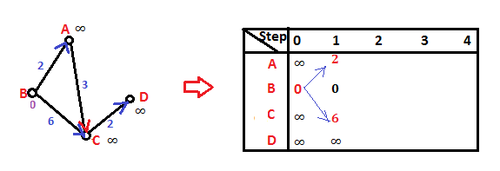 A ∞
2
3
B
0
D
∞
6
2
C ∞
Step 0 1 2 3 4
A ∞ 2
B 0 0
C ∞ 6
D ∞ ∞